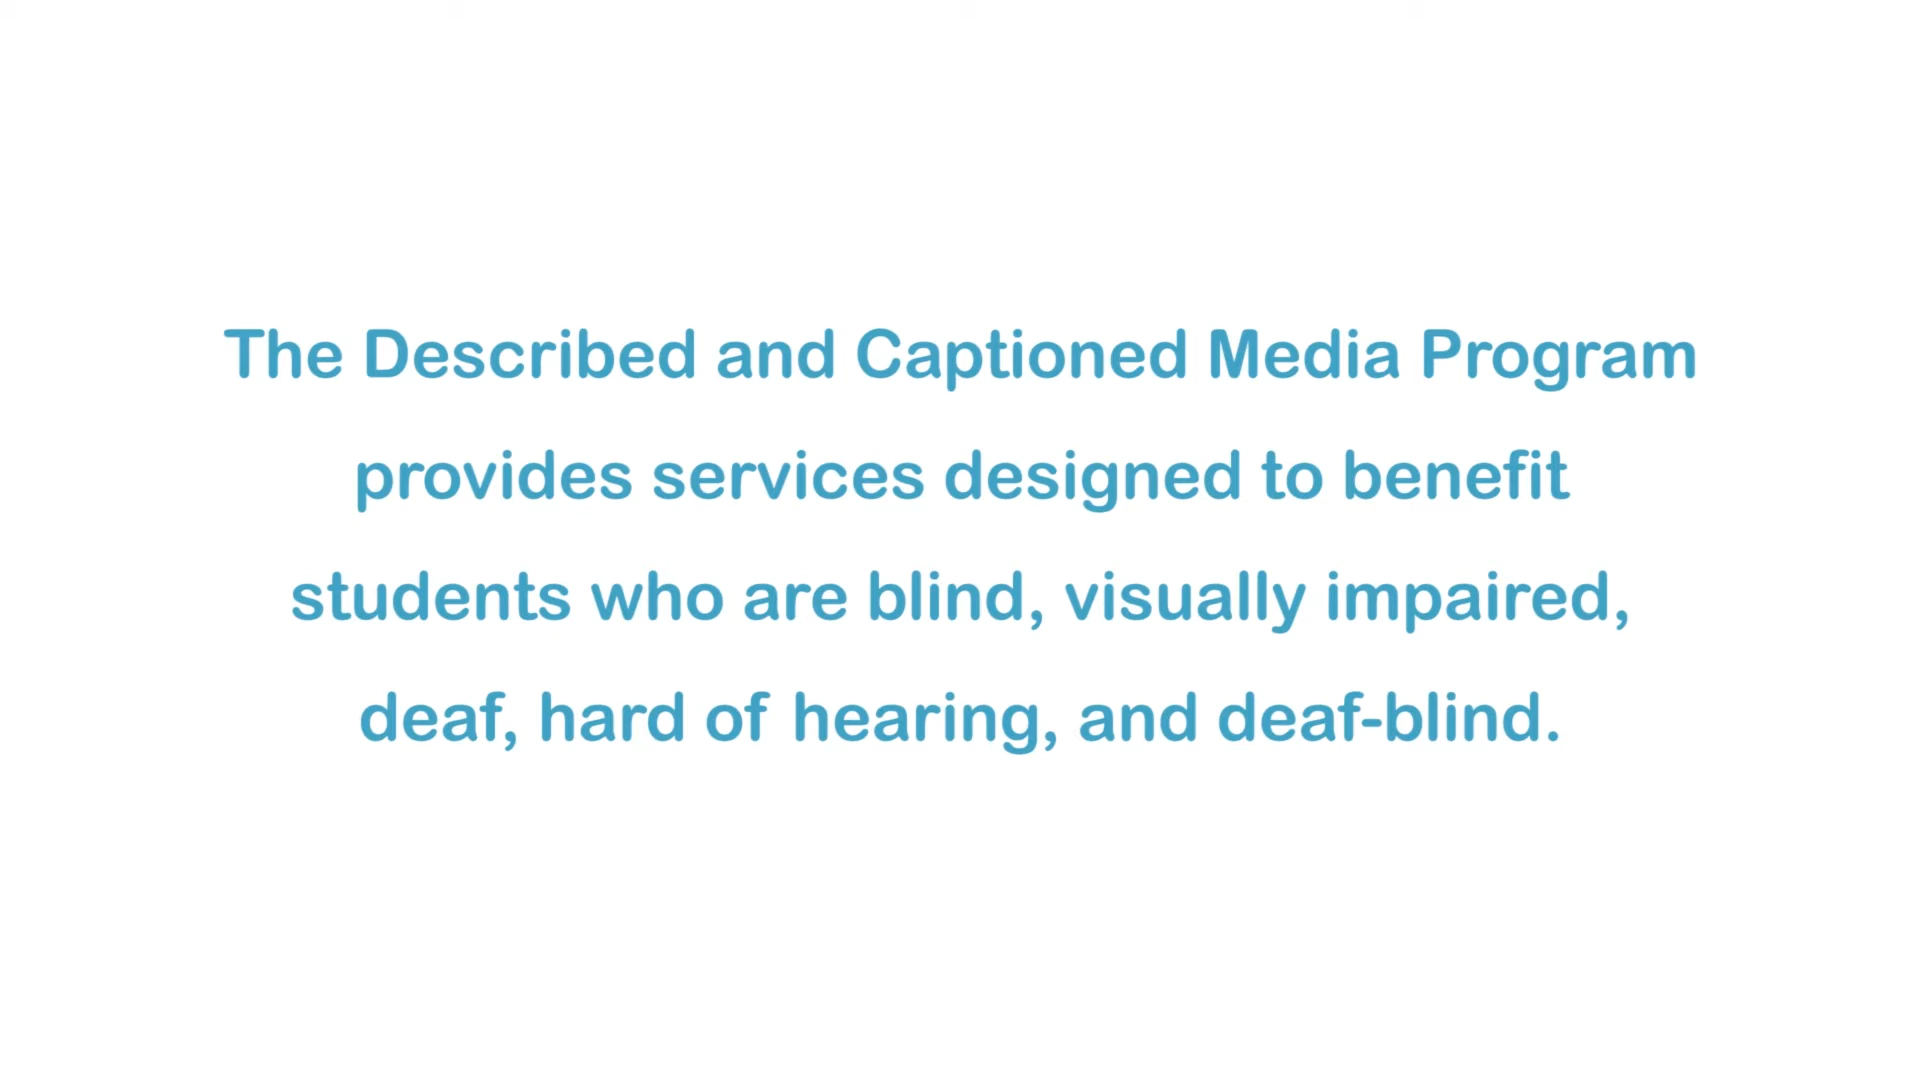 The Described and Captioned Media Program
provides services designed to benefit
students who are blind, visually impaired,
deaf, hard of hearing, and deaf-blind.